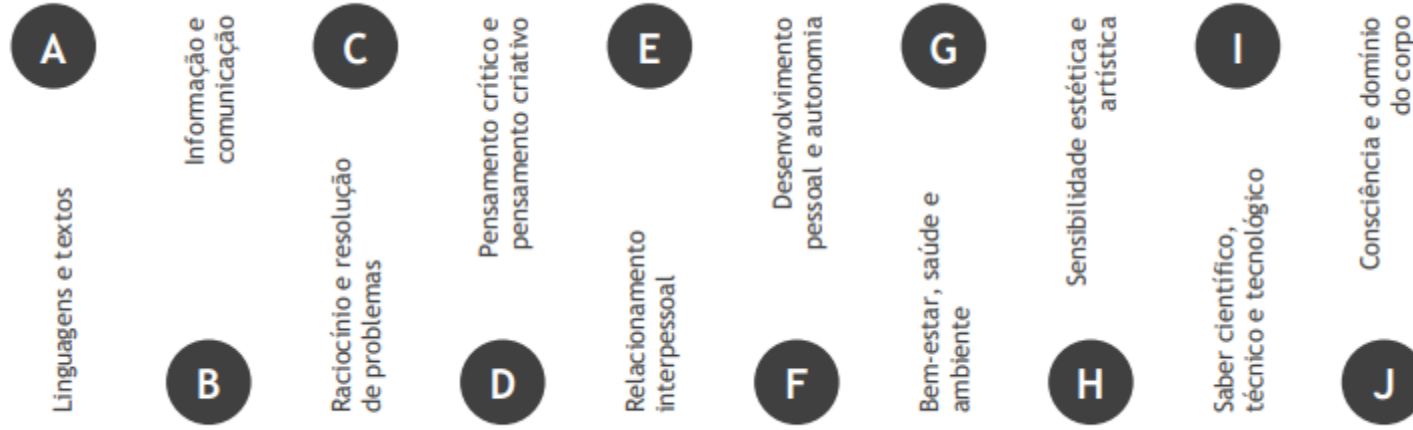 A
Linguagens e textos
B
Informação e
comunicação
C
Raciocínio e resolução
de problemas
D
Pensamento crítico e
pensamento criativo
E
Relacionamento
interpessoal
F
Desenvolvimento
pessoal e autonomia
G
Bem-estar, saúde e
ambiente
H
Sensibilidade estética e
artística
I
Saber científico,
técnico e tecnológico
J
Consciência e domínio
do corpo